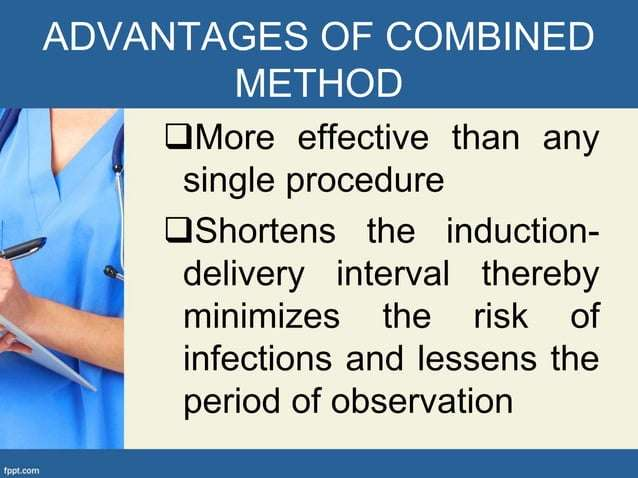 ADVANTAGES OF COMBINED
METHOD
❑More effective than any
single procedure
❑Shortens the induction-
delivery interval thereby
minimizes the risk of
infections and lessens the
period of observation
fppt.com